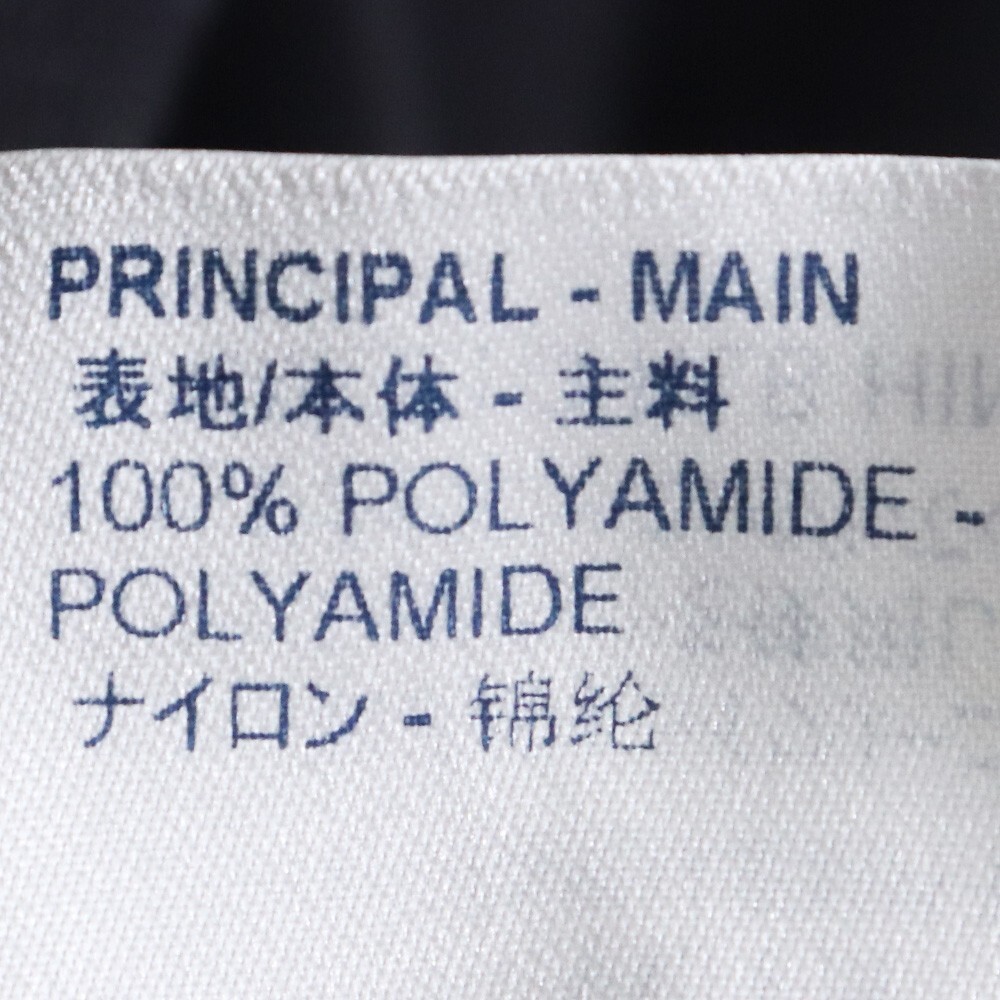 PRINCIPAL - MAIN
表地/本体 - 主料
100% POLYAMIDE -
POLYAMIDE
ナイロン - 锦纶